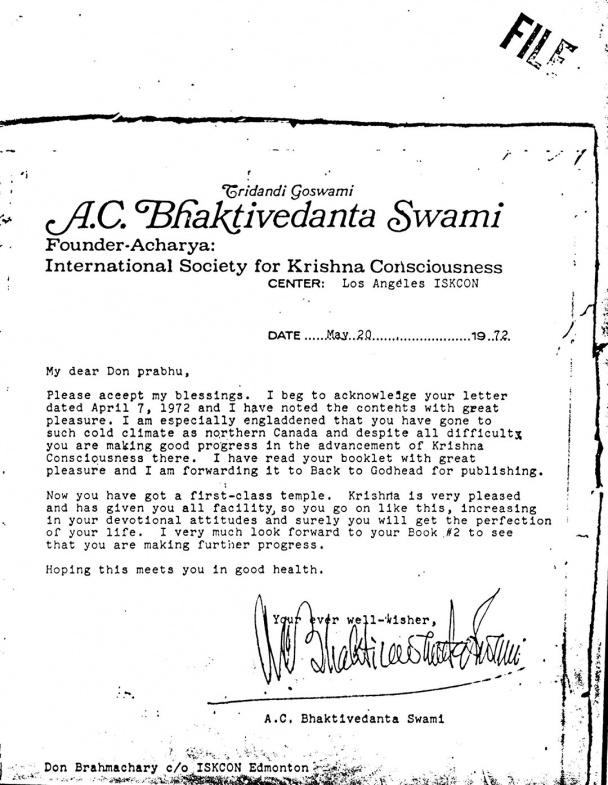 FILE
Tridandi Goswami
A.C. Bhaktivedanta Swami
Founder-Acharya:
International Society for Krishna Consciousness
CENTER: Los Angeles ISKCON
DATE .....May 20..........................19 72.
My dear Don prabhu,
Please aceept my blessings. I beg to acknowledge your letter
dated April 7, 1972 and I have noted the contents with great
pleasure. I am especially engladdened that you have gone to
such cold climate as northern Canada and despite all difficulty
you are making good progress in the advancement of Krishna
Consciousness there. I have read your booklet with great
pleasure and I am forwarding it to Back to Godhead for publishing.
Now you have got a first-class temple. Krishna is very pleased
and has given you all facility, so you go on like this, increasing
in your devotional attitudes and surely you will get the perfection
of your life. I very much look forward to your Book #2 to see
that you are making further progress.
Hoping this meets you in good health.
Your ever well-wisher,
AC Bhaktivedanta Swami
A.C. Bhaktivedanta Swami
Don Brahmachary c/o ISKCON Edmonton